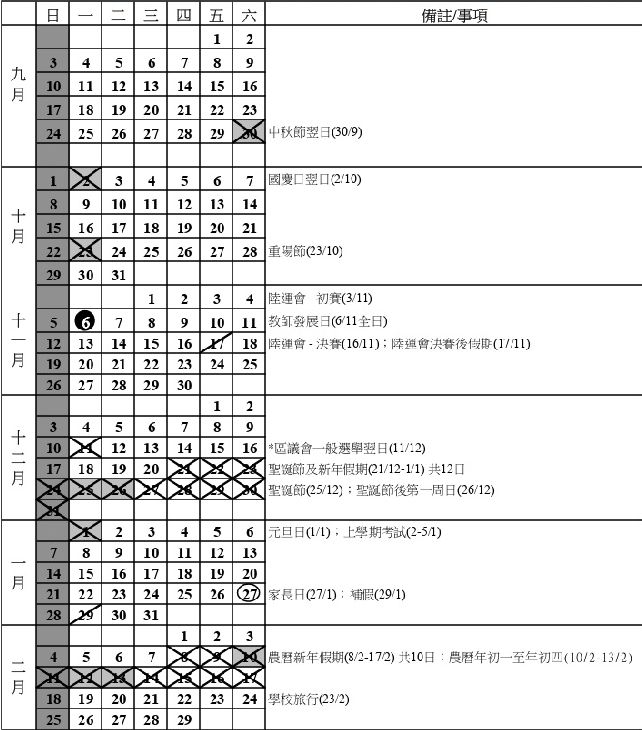 日 一 二 三 四 五 六 備註/事項
九月
1 2
3 4 5 6 7 8 9
10 11 12 13 14 15 16
17 18 19 20 21 22 23
24 25 26 27 28 29 30 中秋節翌日(30/9)
十月
1 2 3 4 5 6 7 國慶日翌日(2/10)
8 9 10 11 12 13 14
15 16 17 18 19 20 21
22 23 24 25 26 27 28 重陽節(23/10)
29 30 31
十一月
1 2 3 4 陸運會 初賽(3/11)
5 6 7 8 9 10 11 教師發展日(6/11全日)
12 13 14 15 16 17 18 陸運會 - 決賽(16/11)；陸運會決賽後假期(17/11)
19 20 21 22 23 24 25
26 27 28 29 30
十二月
1 2
3 4 5 6 7 8 9
10 11 12 13 14 15 16 *區議會一般選舉翌日(11/12)
17 18 19 20 21 22 23 聖誕節及新年假期(21/12-1/1) 共12日
24 25 26 27 28 29 30 聖誕節(25/12)；聖誕節後第一周日(26/12)
31
一月
1 2 3 4 5 6 元旦日(1/1)；上學期考試(2-5/1)
7 8 9 10 11 12 13
14 15 16 17 18 19 20
21 22 23 24 25 26 27 家長日(27/1)；補假(29/1)
28 29 30 31
二月
1 2 3
4 5 6 7 8 9 10 農曆新年假期(8/2-17/2) 共10日；農曆年初一至年初四(10/2-13/2)
11 12 13 14 15 16 17
18 19 20 21 22 23 24 學校旅行(23/2)
25 26 27 28 29